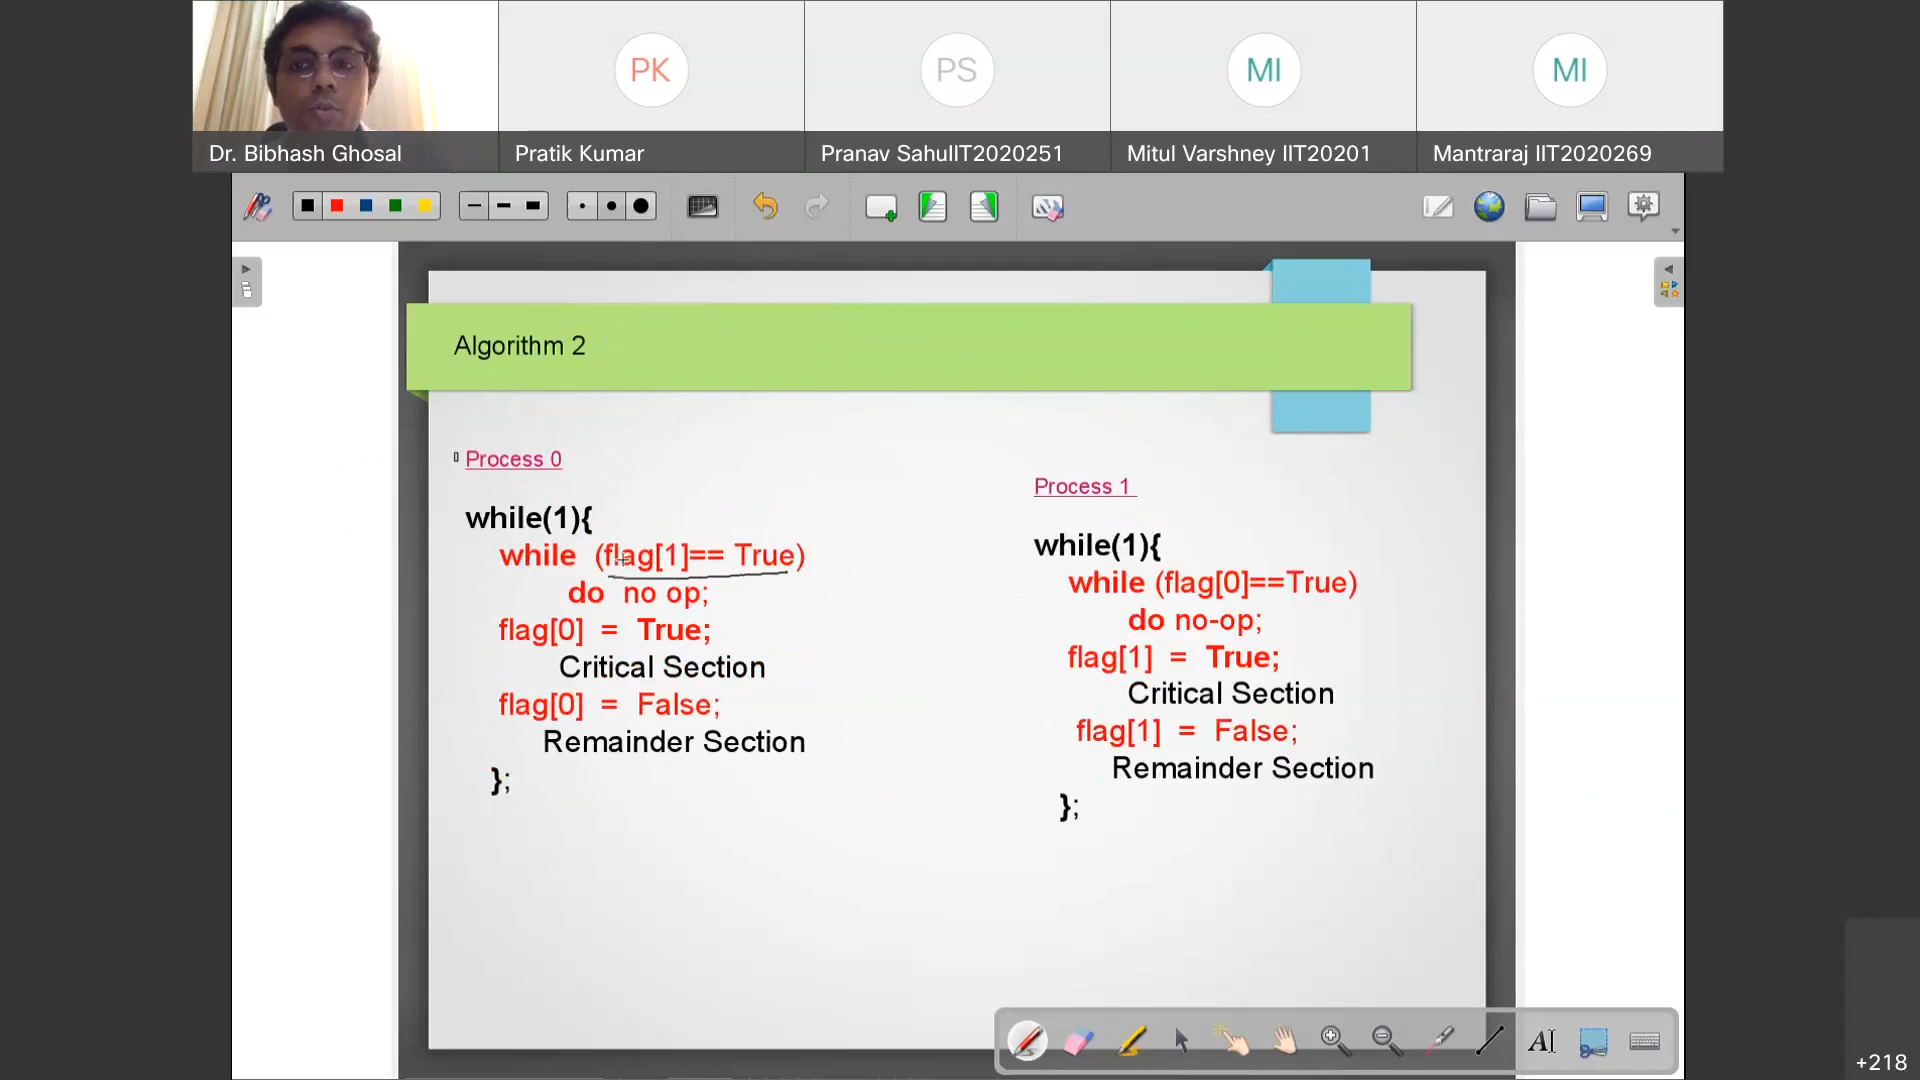 PK
PS
MI
MI
Dr. Bibhash Ghosal
Pratik Kumar
Pranav SahuIIT2020251
Mitul Varshney IIT20201
Mantraraj IIT2020269
Algorithm 2
Process 0
while(1){
while (flag[1]== True)
do no op;
flag[0] = True;
Critical Section
flag[0] = False;
Remainder Section
};
Process 1
while(1){
while (flag[0]==True)
do no-op;
flag[1] = True;
Critical Section
flag[1] = False;
Remainder Section
};
A
+218